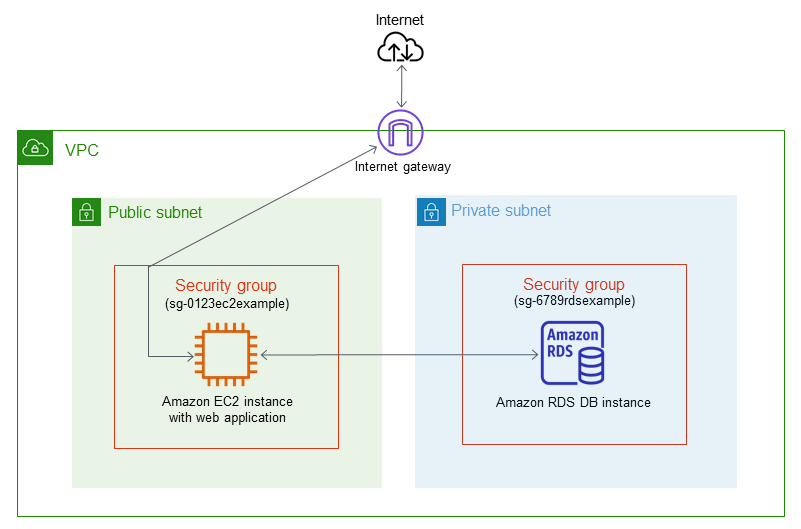 Internet
Internet gateway
VPC
Public subnet
Security group
(sg-0123ec2example)
Amazon EC2 instance
with web application
Private subnet
Security group
(sg-6789rdsexample)
Amazon
RDS
Amazon RDS DB instance